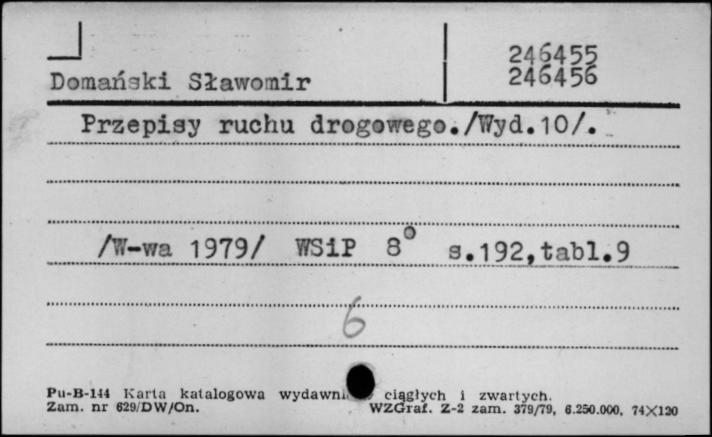 246455
Domański Sławomir 246456
Przepisy ruchu drogowego./Wyd.10/.
/W-wa 1979/ WSiP 8° s.192,tabl.9
6
Pu-B-144 Karta katalogowa ciągłych i zwartych.
Zam. nr 629/DW/On. WZGraf. Z-2 zam. 379/79, 6.250.000, 74X120